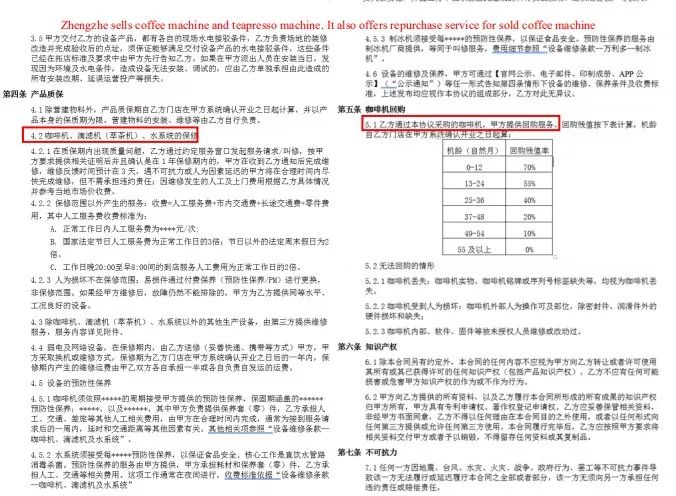 Zhengzhe sells coffee machine and teapresso machine. It also offers repurchase service for sold coffee machine
3.5 甲方交付乙方的设备产品，都有各自的现场水电接驳条件，乙方负责场地的装修
改造并完成验收后的点址，须保证能够满足交付设备产品的水电接驳条件，这些条件
已经在拓店标准及要求中由甲方先行告知乙方。如果在甲方派出人员在安装当日，发
现因为环境及水电条件，造成设备无法安装、调试的，应由乙方单独承担由此造成的
所有安装改期、延误运营投产等损失。
第四条 产品质保
4.1 除营建物料外，产品质保期自乙方门店在甲方系统确认开业之日起计算，并以产
品本身的保质期为限、营建物料的安装、维修等由乙方自行负责。
4.2 咖啡机、滴滤机（萃茶机）、水系统的保修
4.2.1 在质保期内出现质量问题，乙方通过约定服务窗口发起服务请求/叫修，按甲
方要求提供相关证明后并且确认是在 1 年保修期内的，甲方在收到乙方通知后完成维
修，维修反馈时间预计在 3 天，遇不可抗力或人为因素延迟的甲方将在合理时间内尽
快完成维修，但不需承担违约责任；因维修发生的人工及上门费用根据乙方具体情况
并参考当地市场价收费。
4.2.2 保修范围以外产生的服务：收费=人工服务费+市内交通费+长途交通费+零件费
用，其中人工服务费收费标准为：
A. 正常工作日内人工服务费为****元/次；
B. 国家法定节日人工服务费为正常工作日的3倍；节日以外的法定周末假日为2
倍。
C. 工作日晚20:00至早8:00间的到店服务人工费用为正常工作日的2倍。
4.2.3 人为损坏不在保修范围；易损件通过付费保养（预防性保养/PM）进行更换，
非保修范围。如果经甲方维修后，故障仍然不能排除的，甲方为乙方提供同等水平、
工况良好的设备。
4.3 除咖啡机、滴滤机（萃茶机）、水系统以外的其他生产设备，由第三方提供维修
服务，服务内容详见附件.
4.4 弱电及网络设备，在保修期内，由乙方送修（妥善快递、携带等方式）甲方，甲
方采取换机或维修方式，保修期为乙方门店在甲方系统确认开业之日后的一年内，保
修期内产生的维修运费由甲乙双方各自承担一半或各自负责自发运的运费。
4.5 设备的预防性保养
4.5.1 咖啡机须依照*****的周期接受甲方提供的预防性保养，保固期涵盖的******
预防性保养：*****，以及******，其中甲方负责提供保养套（零）件，乙方承担人
工、交通、差旅等其他人工相关费用，由甲方在合理时间内完成，通常为接到服务请
求后的一周内，延时和交通距离等其他因素有关。其他相关项参照“设备维修条款—
-咖啡机、滴滤机及水系统”。
4.5.2 水系统须接受每*****预防性保养，以保证食品安全。核心工作是直饮水管路
消毒杀菌。预防性保养的服务由甲方提供，甲方承担耗材和保养套（零）件，乙方承
担人工、交通等相关费用。这项工作通常在夜间进行，收费标准依据“设备维修条款
—-咖啡机、滴滤机及水系统”
4.5.3 制冰机须接受每*****的预防性保养，以保证食品安全。预防性保养的服务由
制冰机厂商提供，等同于叫修服务，费用细节参照“设备维修条款—万利多—制冰
机”。
4.6 设备的维修及保养，甲方可通过【官网公示、电子邮件、印制成册、APP 公
示】（“公示通知”）等任一形式告知第四条情形下设备的维修、保养条件及收费标
准，上述发布均应视作本协议的组成部分，乙方对此无异议。
第五条 咖啡机回购
5.1 乙方通过本协议采购的咖啡机，甲方提供回购服务，回购残值按下表计算，机龄
自乙方门店在甲方系统确认开业之日起算：
机龄（自然月） 回购残值率
0-12 70%
13-24 55%
25-36 40%
37-48 20%
49-54 10%
55 及以上 0%
5.2 无法回购的情形
5.2.1 咖啡机丢失：咖啡机实物、咖啡机铭牌或序列号标签缺失等，均视为咖啡机丢
失。
5.2.2 咖啡机受到人为损坏：咖啡机外部人为操作可及部位，除密封件、润滑件外的
硬件损坏和缺失；
5.2.3 咖啡机内部、软件、固件等被未授权人员维修或改动过。
第六条 知识产权
6.1 除本合同另有约定外，本合同的任何内容不应视为甲方向乙方转让或者许可使用
其所有或其已获得许可的任何知识产权（包括产品知识产权）。乙方不应有任何可能
损害或危害甲方知识产权的作为或不作为行为。
6.2 甲方向乙方提供的所有资料，以及乙方履行本合同所形成的所有成果的知识产权
归甲方所有，甲方具有专利申请权、著作权登记申请权。乙方应妥善保管相关资料，
非经甲方书面同意，乙方不得以任何理由在本合同目的之外使用，或者以任何形式向
任何第三方提供或允许任何第三方使用。本合同履行完毕后，乙方应按照甲方要求将
相关资料交付甲方或者予以销毁，不得留存任何资料或其复制品。
第七条 不可抗力
7.1 任何一方因地震、台风、水灾、火灾、战争、政府行为、罢工等不可抗力事件导
致该一方无法履行或延迟履行本合同之全部或者部分，该一方无须向另一方承担任何
违约责任或赔偿责任。